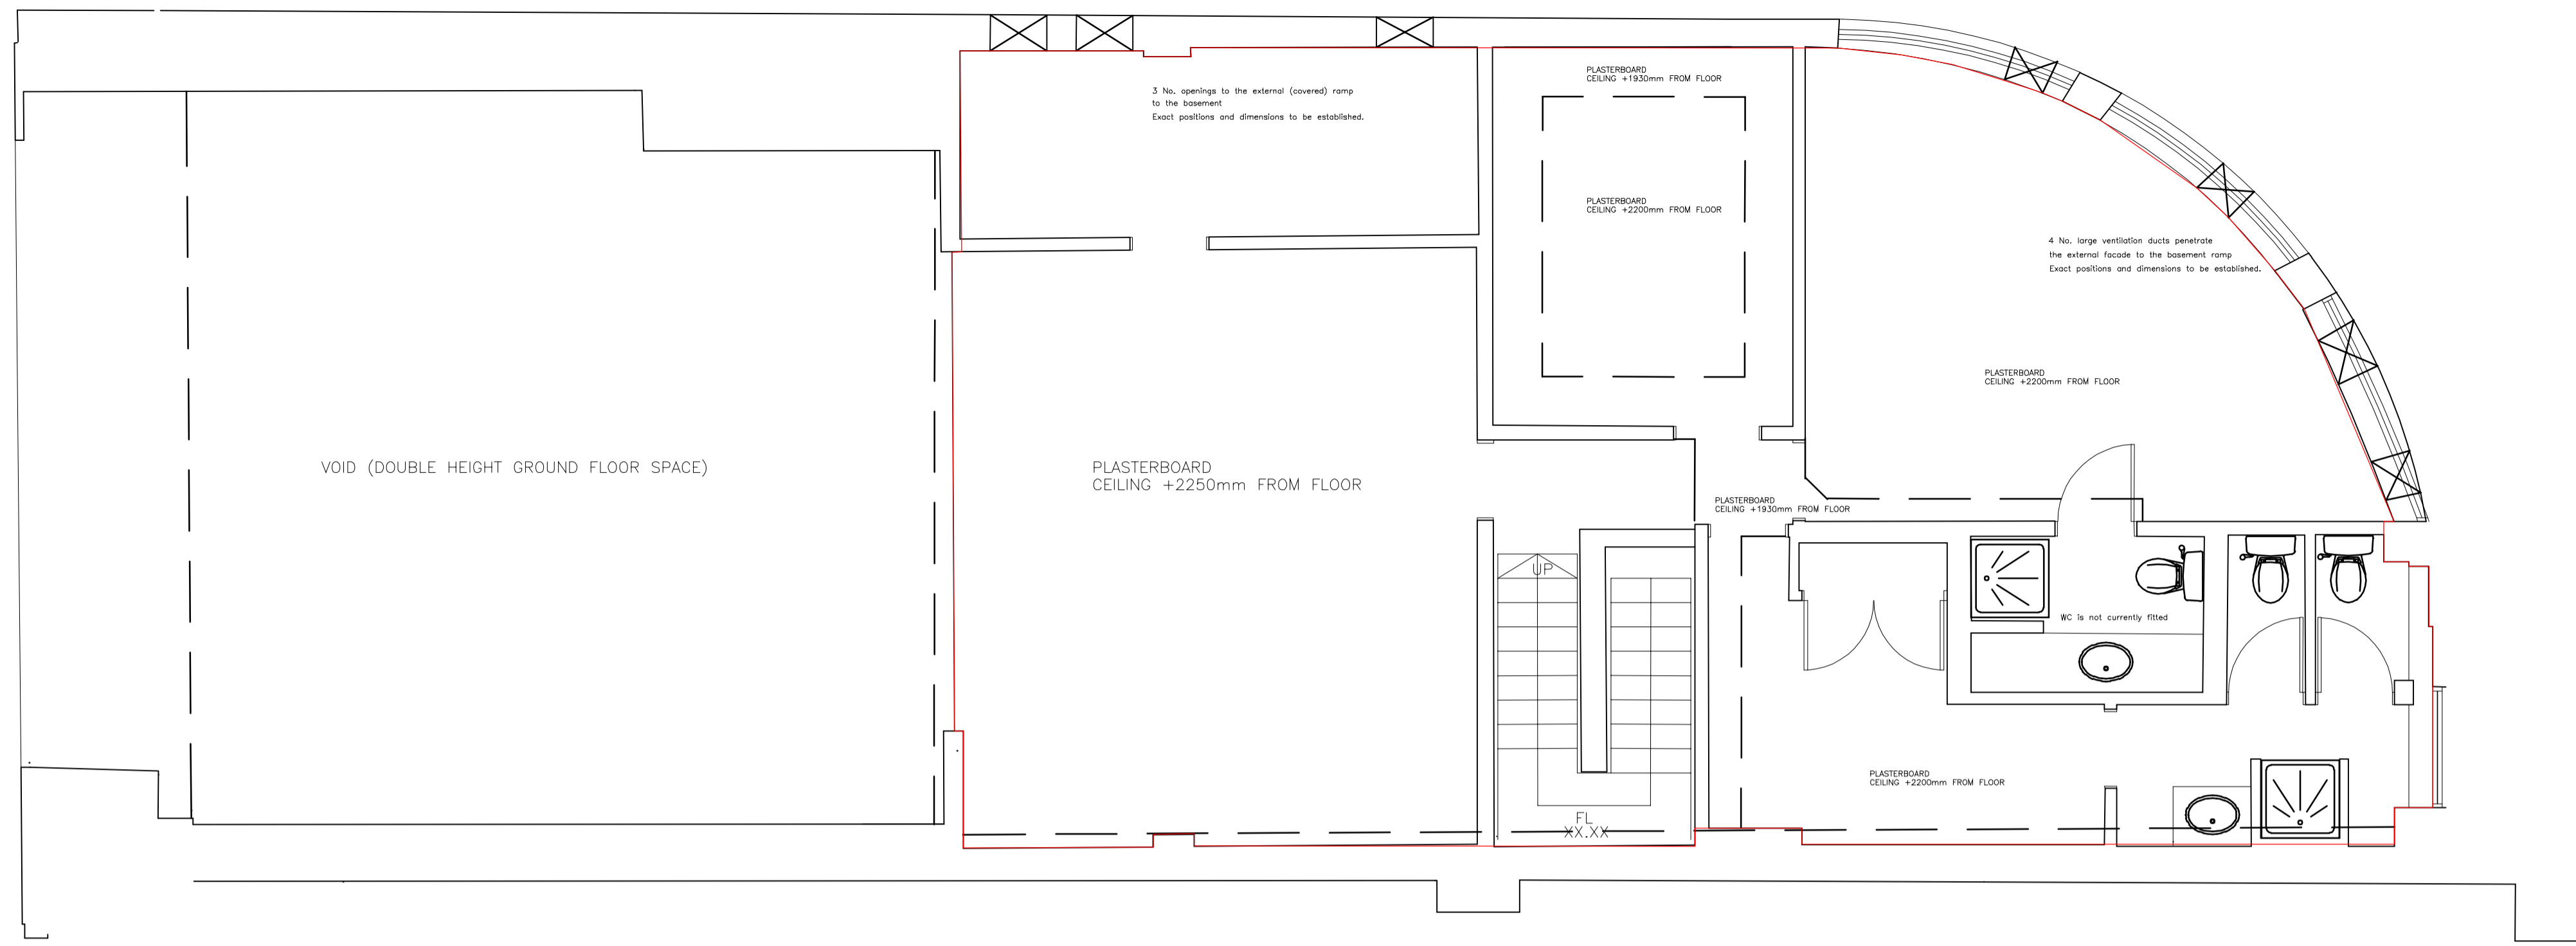 PLASTERBOARD
CEILING +1930mm FROM FLOOR
3 No. openings to the external (covered) ramp
to the basement
Exact positions and dimensions to be established.
PLASTERBOARD
CEILING +2200mm FROM FLOOR
4 No. large ventilation ducts penetrate
the external facade to the basement ramp
Exact positions and dimensions to be established.
PLASTERBOARD
CEILING +2200mm FROM FLOOR
VOID (DOUBLE HEIGHT GROUND FLOOR SPACE)
PLASTERBOARD
CEILING +2250mm FROM FLOOR
PLASTERBOARD
CEILING +1930mm FROM FLOOR
UP
WC is not currently fitted
PLASTERBOARD
CEILING +2200mm FROM FLOOR
FL
XX.XX